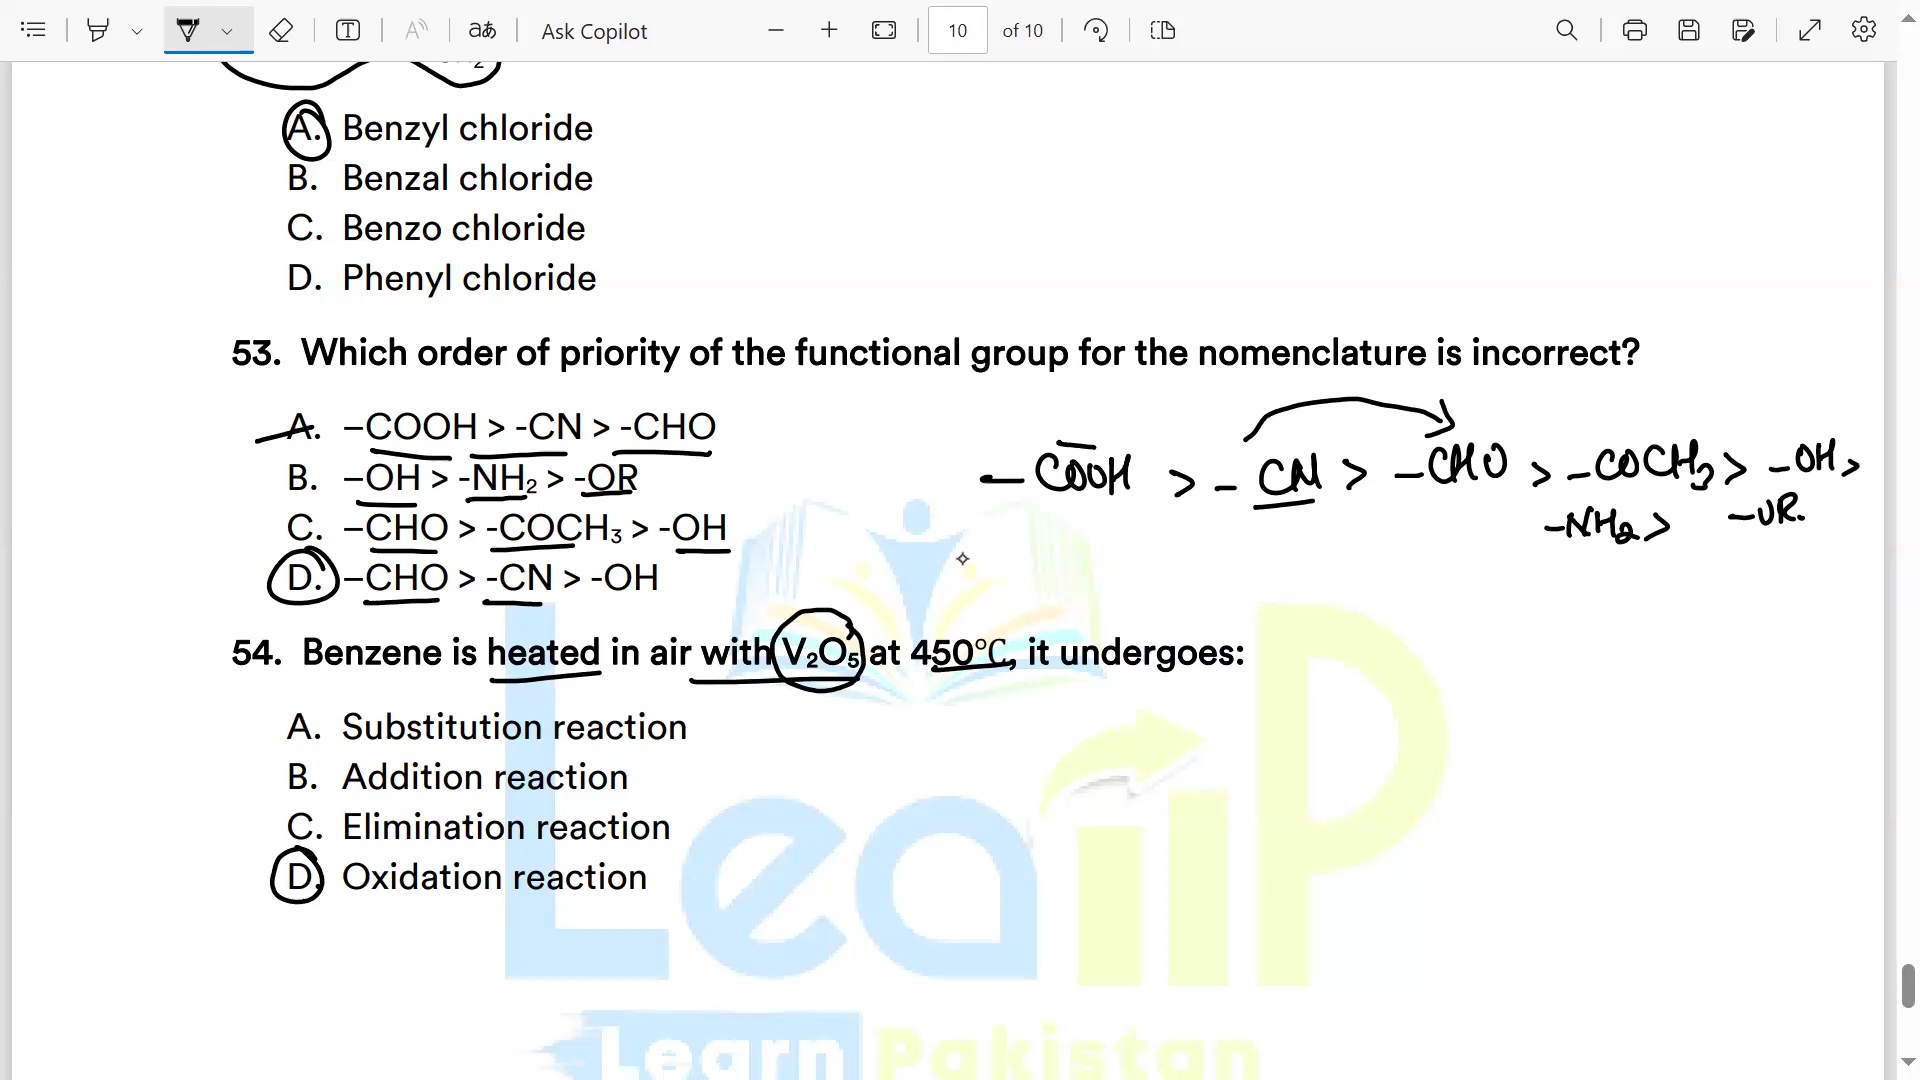 Ask Copilot 10 of 10
A. Benzyl chloride
B. Benzal chloride
C. Benzo chloride
D. Phenyl chloride
53. Which order of priority of the functional group for the nomenclature is incorrect?
A. –COOH > -CN > -CHO
B. –OH > -NH₂ > -OR
C. –CHO > -COCH₃ > -OH
D. –CHO > -CN > -OH
–COOH > -CN > -CHO > -COCH₃ > -OH >
-NH₂ > -OR.
54. Benzene is heated in air with V₂O₅ at 450°C, it undergoes:
A. Substitution reaction
B. Addition reaction
C. Elimination reaction
D. Oxidation reaction
Lea P
Learn Pakistan